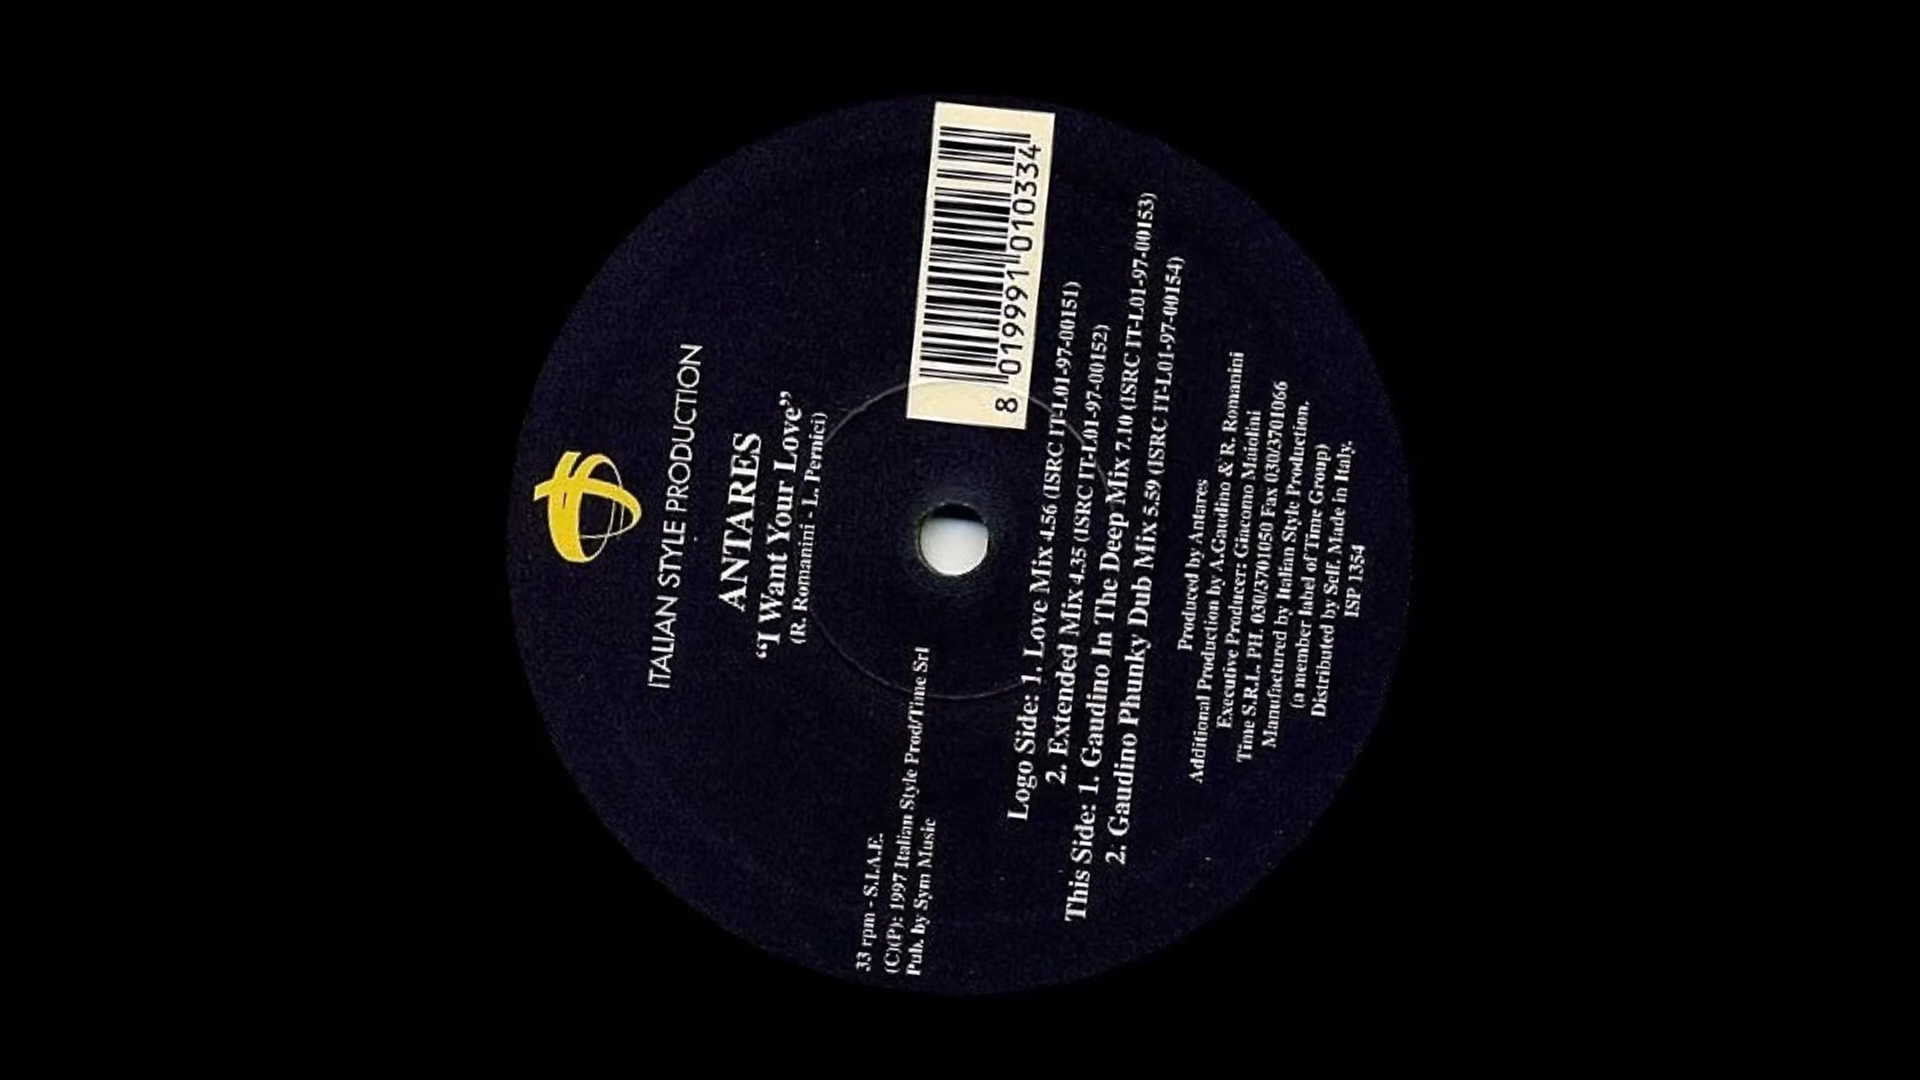 ITALIAN STYLE PRODUCTION
ANTARES
“I Want Your Love”
(R. Romanini - L. Pernici)
33 rpm - S.I.A.E.
(C)(P): 1997 Italian Style Prod/Time Srl
Pub. by Sym Music
8 019991 010334
Logo Side: 1. Love Mix 4.56 (ISRC IT-L01-97-00151)
2. Extended Mix 4.35 (ISRC IT-L01-97-00152)
This Side: 1. Gaudino In The Deep Mix 7.10 (ISRC IT-L01-97-00153)
2. Gaudino Phunky Dub Mix 5.59 (ISRC IT-L01-97-00154)
Produced by Antares
Additional Production by A.Gaudino & R. Romanini
Executive Producer: Giacomo Maiolini
Time S.R.L. PH. 030/3701050 Fax 030/3701066
Manufactured by Italian Style Production.
(a member label of Time Group)
Distributed by Self. Made in Italy.
ISP 1354